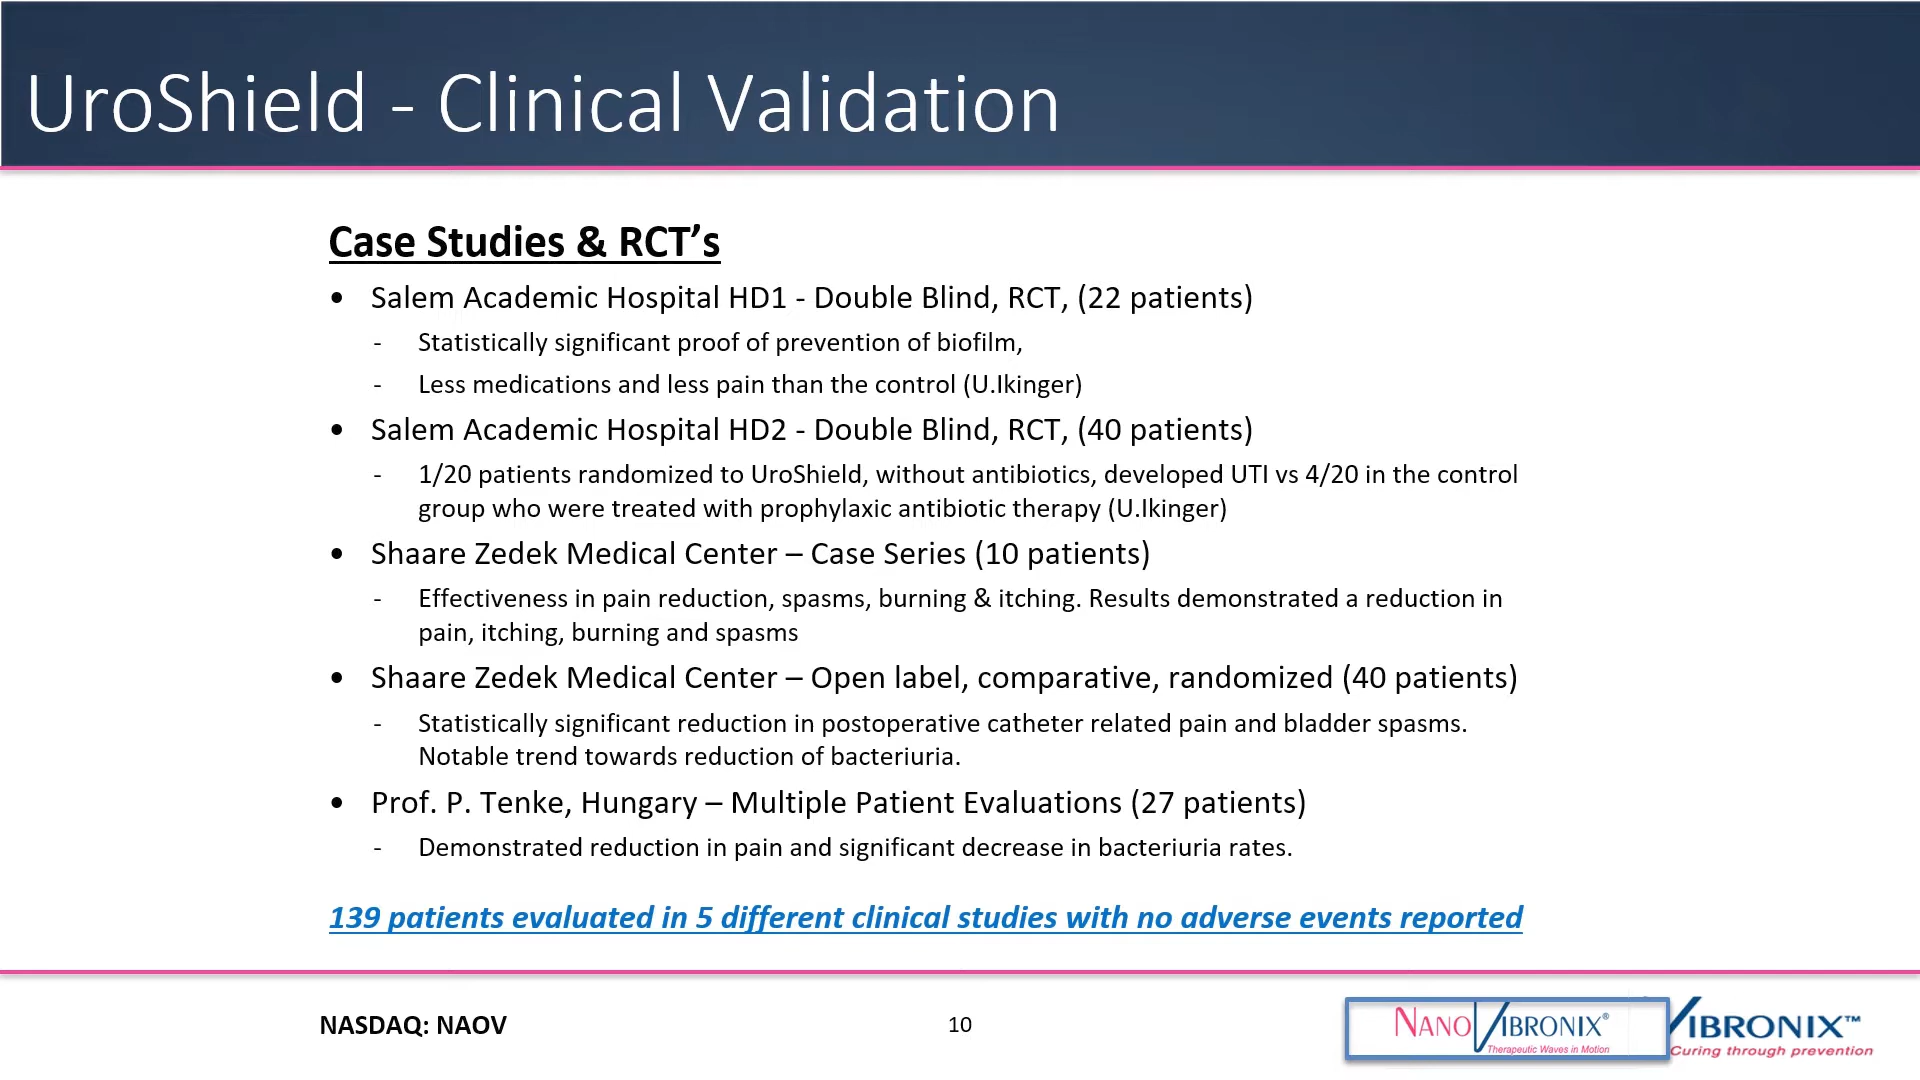 UroShield - Clinical Validation
Case Studies & RCT’s
• Salem Academic Hospital HD1 - Double Blind, RCT, (22 patients)
- Statistically significant proof of prevention of biofilm,
- Less medications and less pain than the control (U.Ikinger)
• Salem Academic Hospital HD2 - Double Blind, RCT, (40 patients)
- 1/20 patients randomized to UroShield, without antibiotics, developed UTI vs 4/20 in the control
group who were treated with prophylaxic antibiotic therapy (U.Ikinger)
• Shaare Zedek Medical Center – Case Series (10 patients)
- Effectiveness in pain reduction, spasms, burning & itching. Results demonstrated a reduction in
pain, itching, burning and spasms
• Shaare Zedek Medical Center – Open label, comparative, randomized (40 patients)
- Statistically significant reduction in postoperative catheter related pain and bladder spasms.
Notable trend towards reduction of bacteriuria.
• Prof. P. Tenke, Hungary – Multiple Patient Evaluations (27 patients)
- Demonstrated reduction in pain and significant decrease in bacteriuria rates.
139 patients evaluated in 5 different clinical studies with no adverse events reported
NASDAQ: NAOV
10
NANOVIBRONIX®
Therapeutic Waves in Motion
VIBRONIX™
Curing through prevention